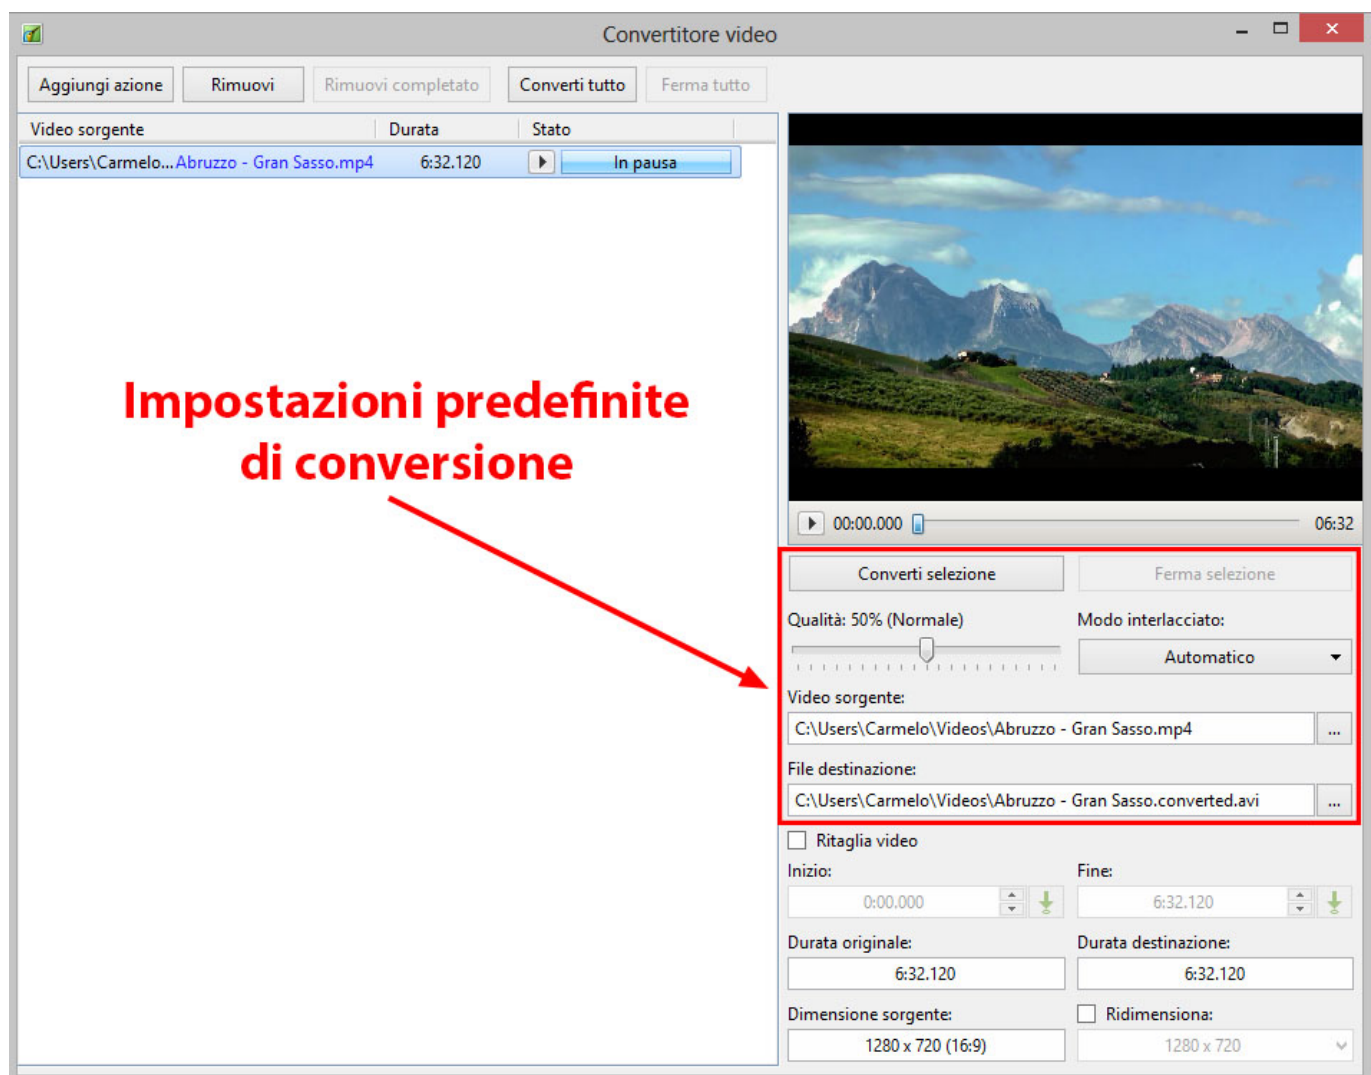 Convertitore video
Aggiungi azione Rimuovi Rimuovi completato Converti tutto Ferma tutto
Video sorgente Durata Stato
C:\Users\Carmelo...Abruzzo - Gran Sasso.mp4 6:32.120 In pausa
Impostazioni predefinite
di conversione
00:00.000 06:32
Converti selezione Ferma selezione
Qualità: 50% (Normale) Modo interlacciato:
Automatico
Video sorgente:
C:\Users\Carmelo\Videos\Abruzzo - Gran Sasso.mp4 ...
File destinazione:
C:\Users\Carmelo\Videos\Abruzzo - Gran Sasso.converted.avi ...
Ritaglia video
Inizio: Fine:
0:00.000 6:32.120
Durata originale: Durata destinazione:
6:32.120 6:32.120
Dimensione sorgente: Ridimensiona:
1280 x 720 (16:9) 1280 x 720